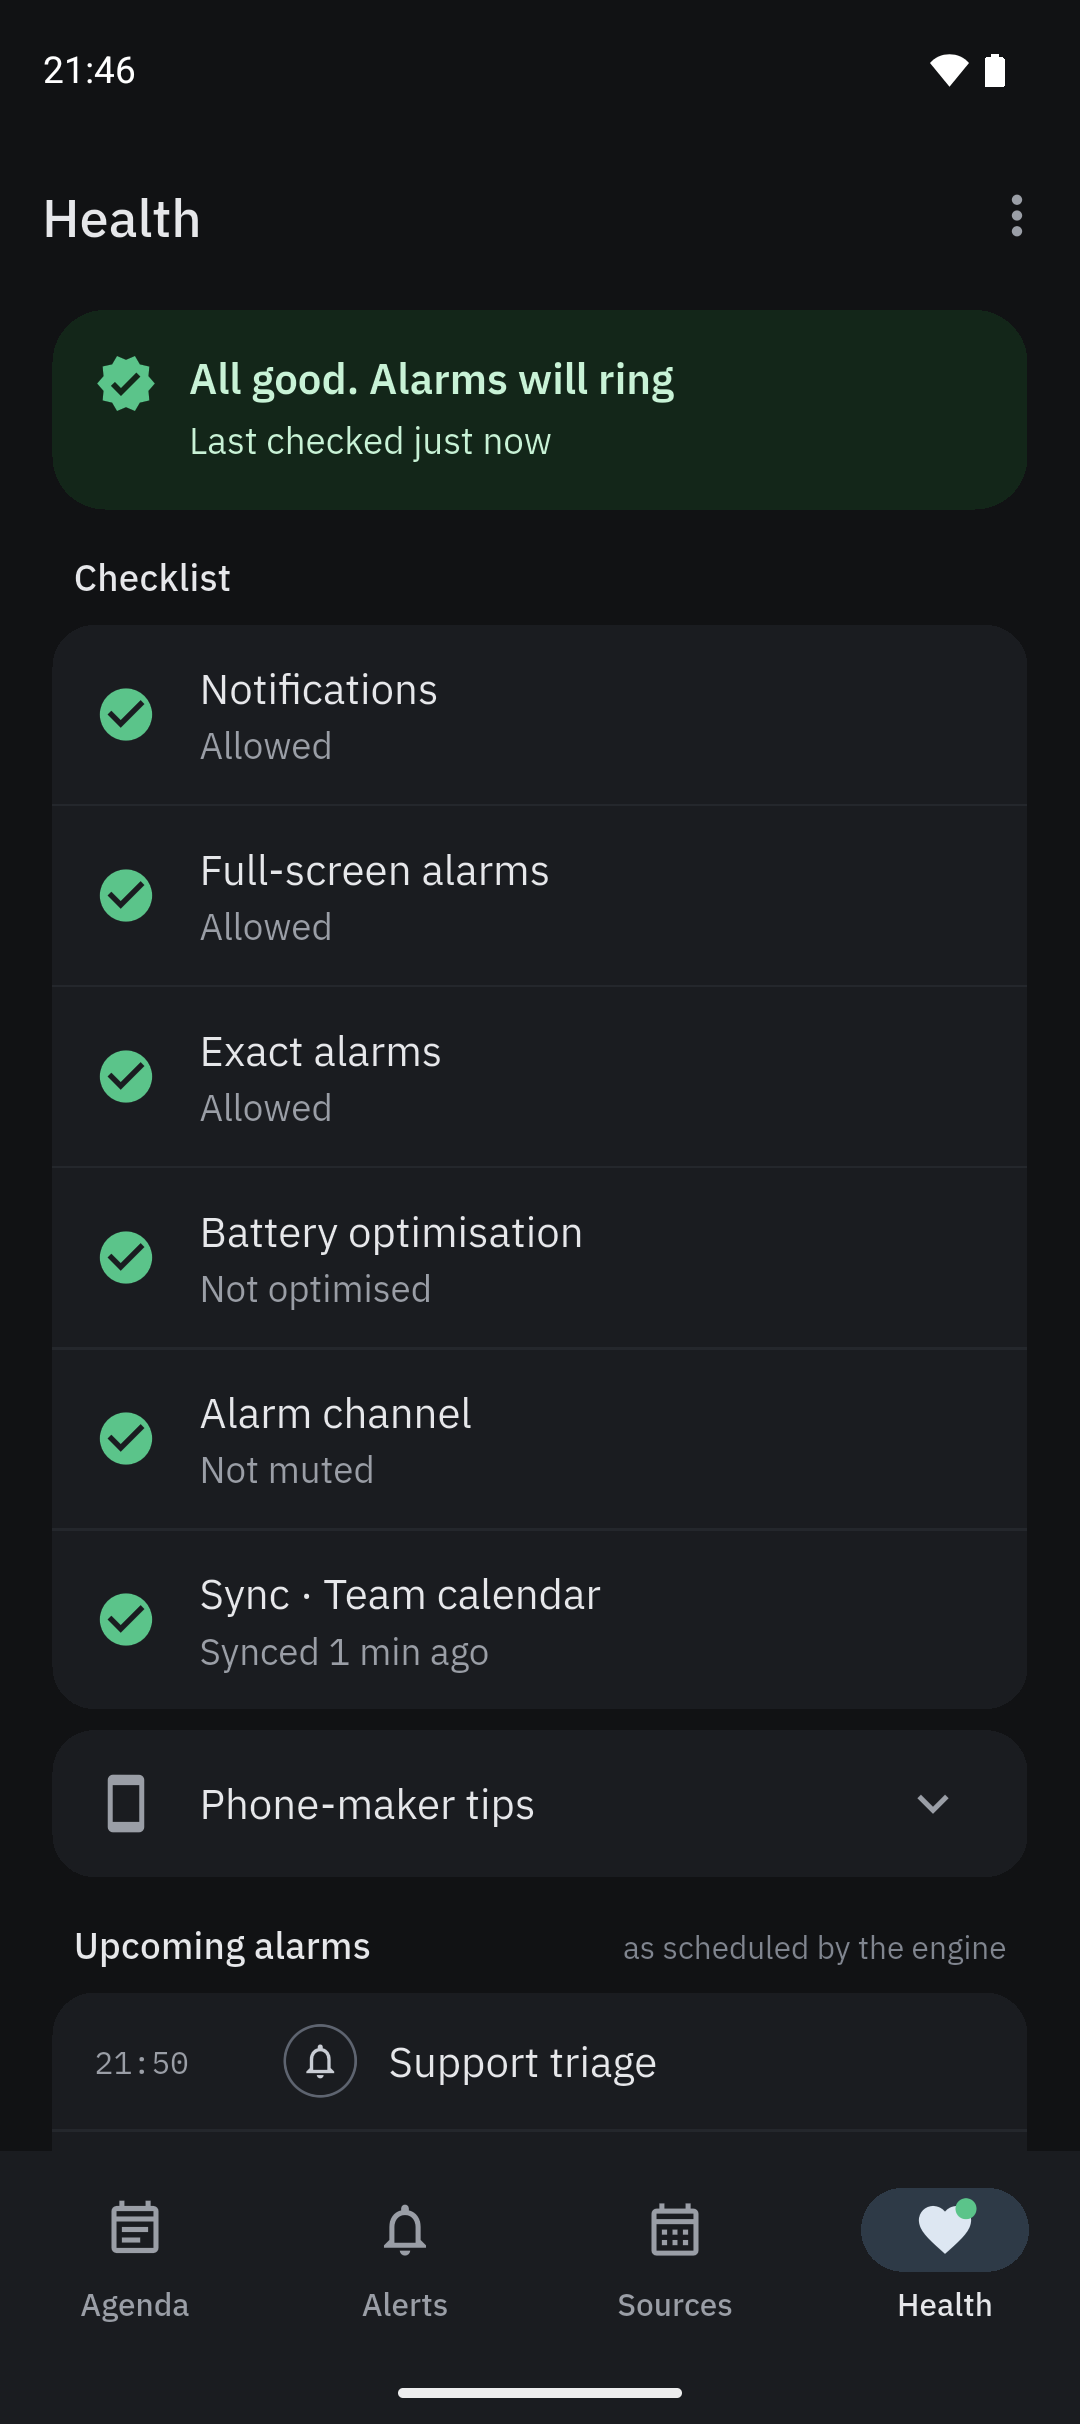 21:46
Health
All good. Alarms will ring
Last checked just now
Checklist
Notifications
Allowed
Full-screen alarms
Allowed
Exact alarms
Allowed
Battery optimisation
Not optimised
Alarm channel
Not muted
Sync · Team calendar
Synced 1 min ago
Phone-maker tips
Upcoming alarms
as scheduled by the engine
21:50 Support triage
Agenda
Alerts
Sources
Health